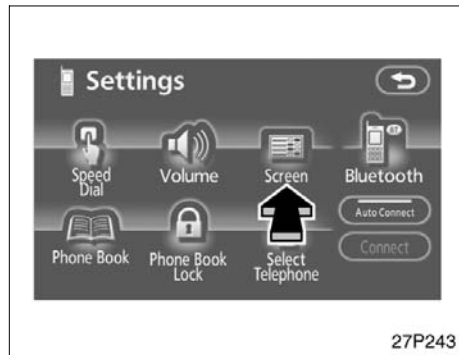 Settings
Speed
Dial
Volume
Screen
Bluetooth
Auto Connect
Phone Book
Phone Book
Lock
Select
Telephone
Connect
27P243